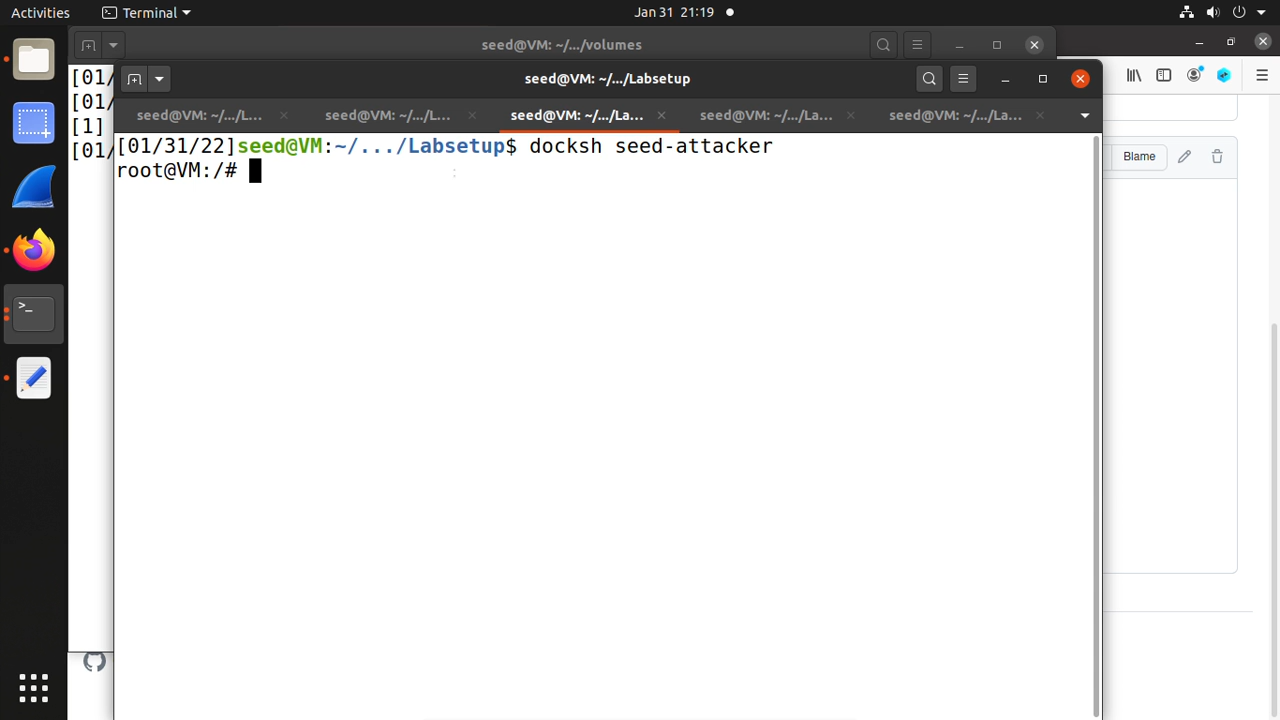 Activities
Terminal
Jan 31 21:19
seed@VM: ~/.../volumes
[01/
[01/
[1]
[01/
seed@VM: ~/.../Labsetup
seed@VM: ~/.../L...
seed@VM: ~/.../L...
seed@VM: ~/.../La...
seed@VM: ~/.../La...
seed@VM: ~/.../La...
[01/31/22]seed@VM:~/.../Labsetup$ docksh seed-attacker
root@VM:/#
Blame